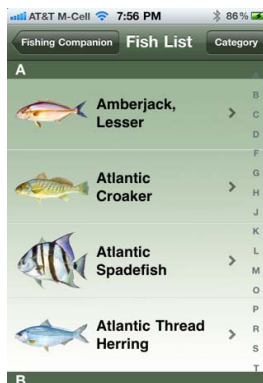 AT&T M-Cell 7:56 PM 86%
Fishing Companion Fish List Category
A
Amberjack,
Lesser
Atlantic
Croaker
Atlantic
Spadefish
Atlantic Thread
Herring
B
A
B
C
D
F
G
H
J
K
L
M
O
P
R
S
T